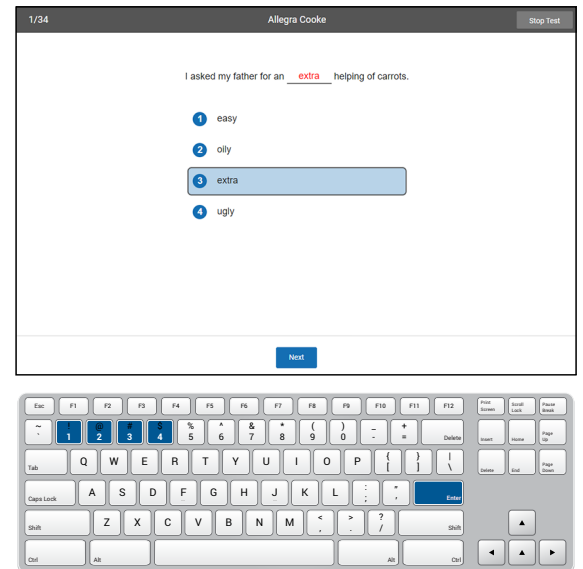 1/34 Allegra Cooke Stop Test
I asked my father for an extra helping of carrots.
1 easy
2 oily
3 extra
4 ugly
Next
Esc F1 F2 F3 F4 F5 F6 F7 F8 F9 F10 F11 F12 Print Screen Scroll Lock Pause Break
~ ` ! 1 @ 2 # 3 $ 4 % 5 ^ 6 & 7 * 8 ( 9 ) 0 _ - + = Delete Insert Home Page Up
Tab Q W E R T Y U I O P { [ } ] | \ Delete End Page Down
Caps Lock A S D F G H J K L : ; " ' Enter
Shift Z X C V B N M < , > . ? / Shift
Ctrl Alt Alt Ctrl